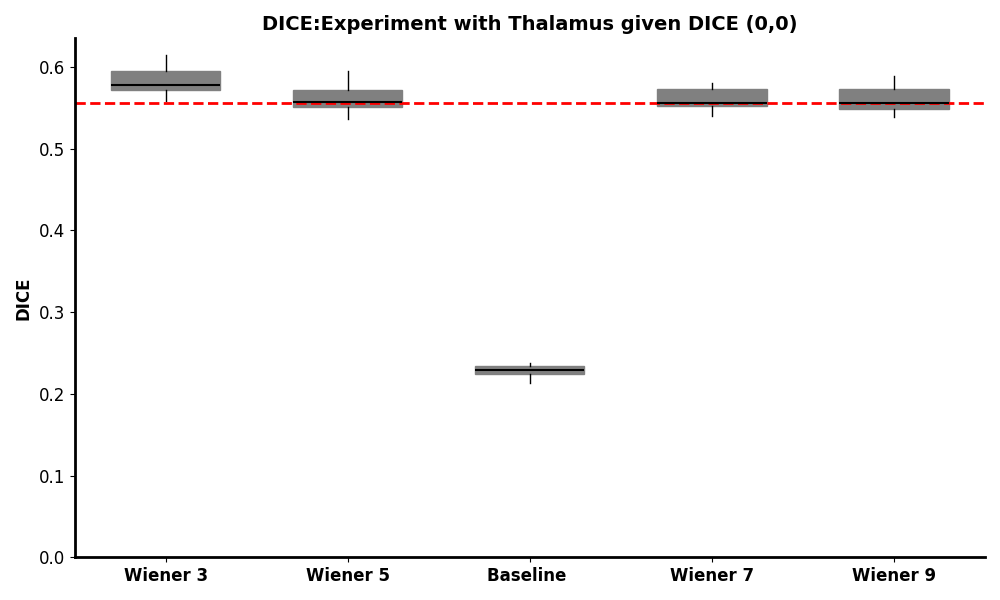 DICE:Experiment with Thalamus given DICE (0,0)
DICE
0.6
0.5
0.4
0.3
0.2
0.1
0.0
Wiener 3 Wiener 5 Baseline Wiener 7 Wiener 9